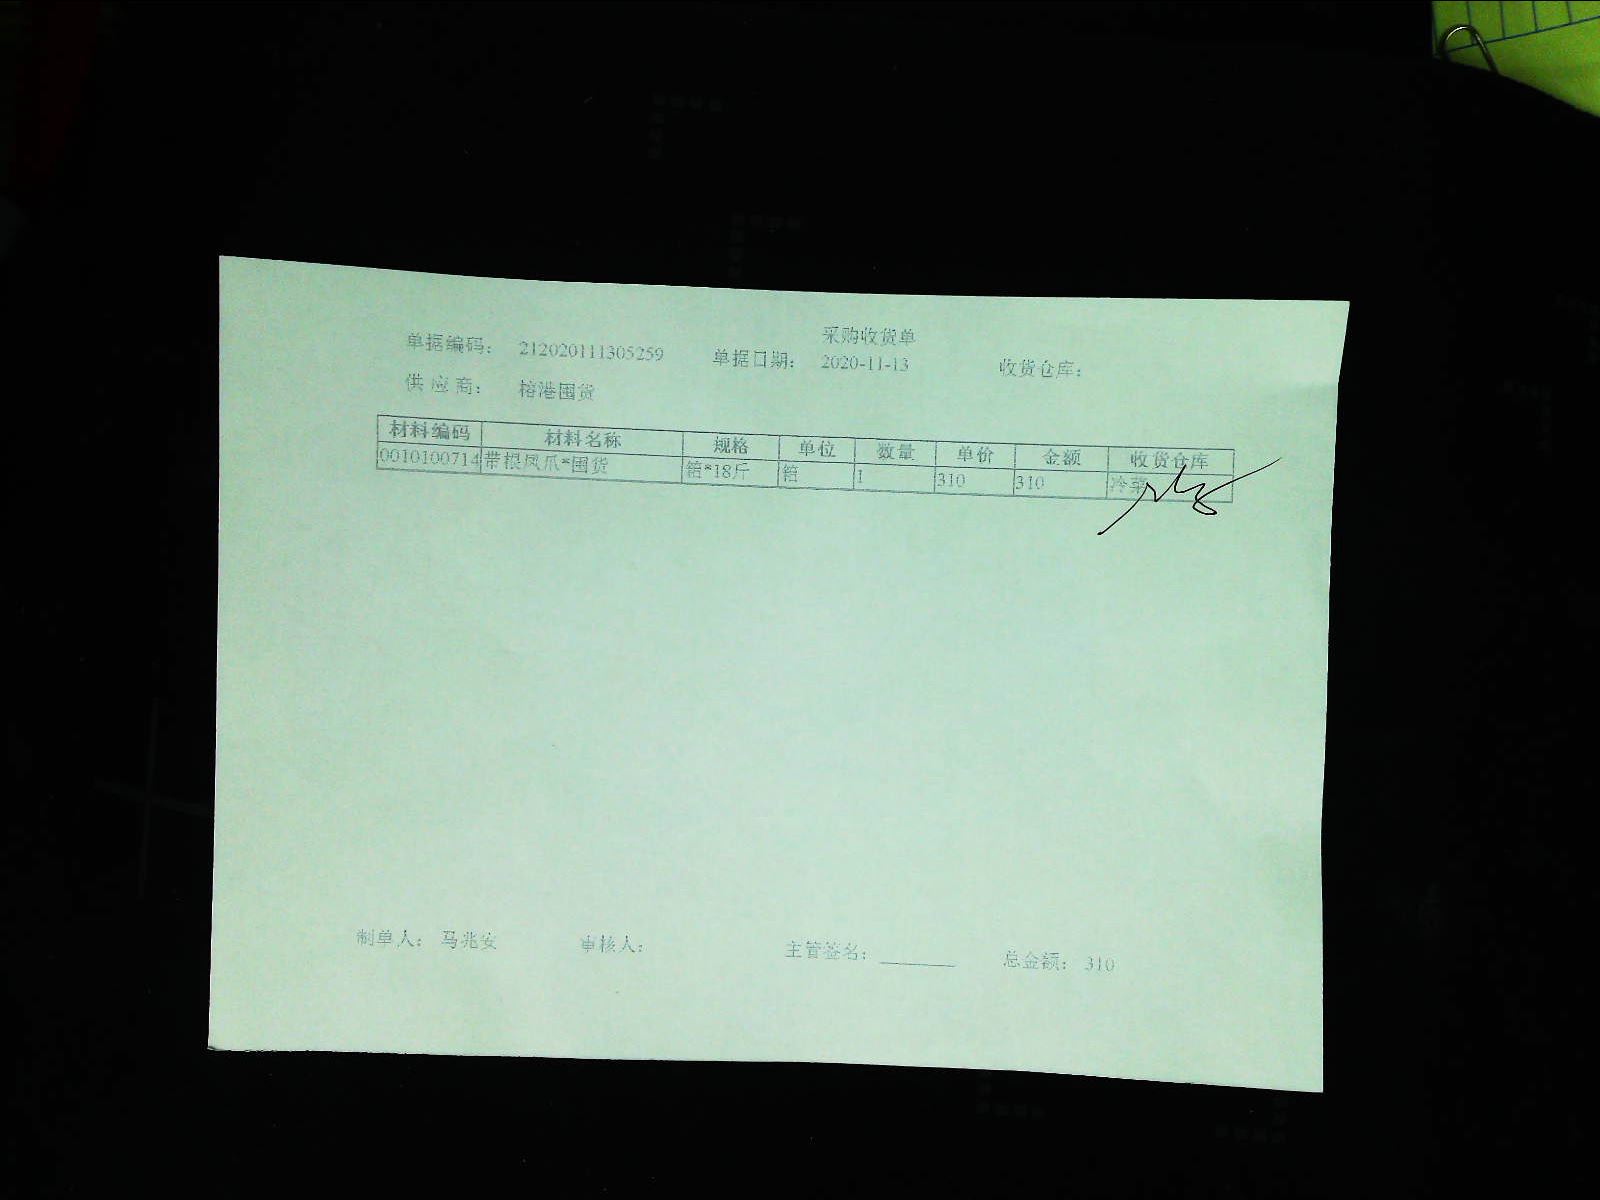 采购收货单
单据编码： 212020111305259 单据日期： 2020-11-13 收货仓库：
供 应 商： 榕港囤货
材料编码 材料名称 规格 单位 数量 单价 金额 收货仓库
0010100714 带根凤爪*囤货 箱*18斤 箱 1 310 310 冷菜
制单人： 马兆安 审核人： 主管签名： 总金额： 310